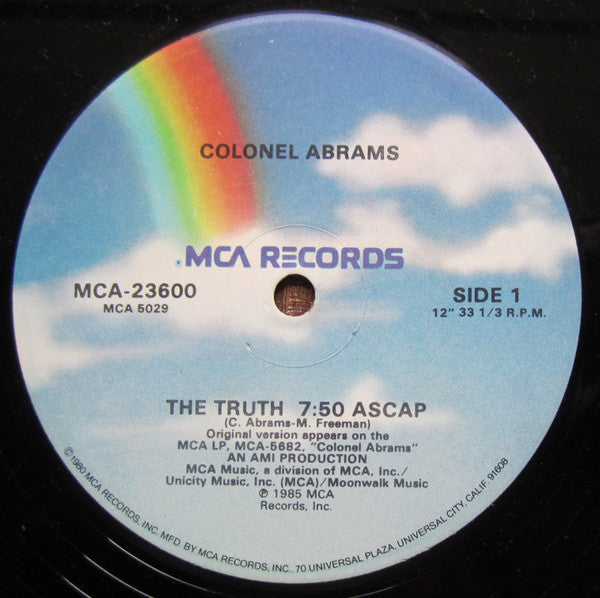 COLONEL ABRAMS
®MCA RECORDS
MCA-23600
MCA 5029
SIDE 1
12" 33 1/3 R.P.M.
THE TRUTH 7:50 ASCAP
(C. Abrams-M. Freeman)
Original version appears on the
MCA LP, MCA-5682, "Colonel Abrams"
AN AMI PRODUCTION
MCA Music, a division of MCA, Inc./
Unicity Music, Inc. (MCA)/Moonwalk Music
℗ 1985 MCA
Records, Inc.
©1980 MCA RECORDS, INC. MFD. BY MCA RECORDS, INC., 70 UNIVERSAL PLAZA, UNIVERSAL CITY, CALIF. 91608